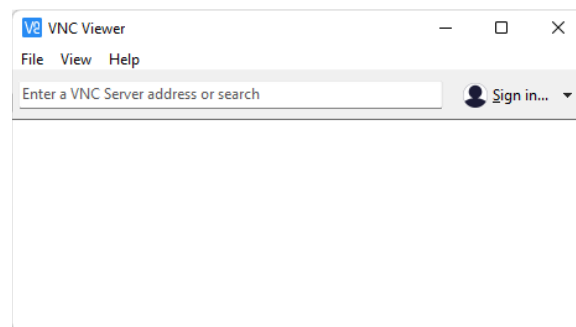 VNC Viewer
File View Help
Enter a VNC Server address or search Sign in...